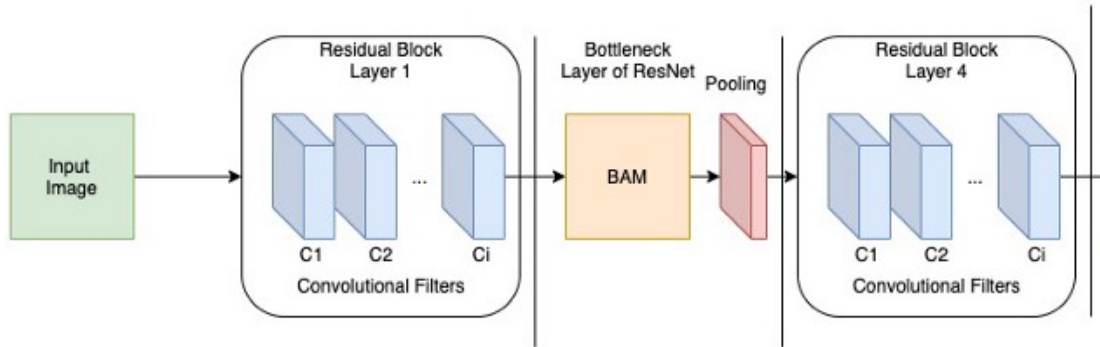 Input
Image
Residual Block
Layer 1
C1
C2
...
Ci
Convolutional Filters
Bottleneck
Layer of ResNet
BAM
Pooling
Residual Block
Layer 4
C1
C2
...
Ci
Convolutional Filters